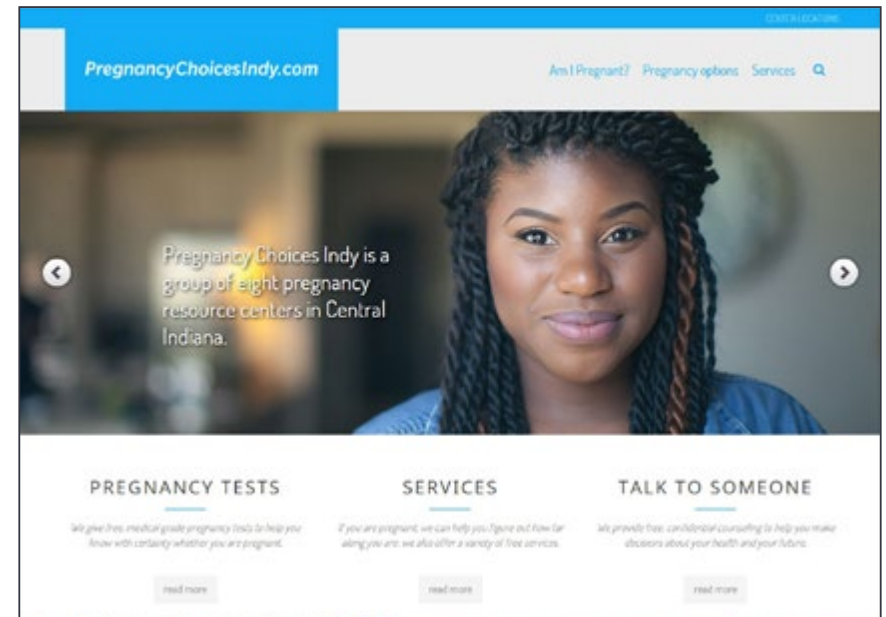 CENTER LOCATIONS
PregnancyChoicesIndy.com
Am I Pregnant? Pregnancy options Services
Pregnancy Choices Indy is a
group of eight pregnancy
resource centers in Central
Indiana.
PREGNANCY TESTS
We give free, medical grade pregnancy tests to help you
know with certainty whether you are pregnant.
read more
SERVICES
If you are pregnant, we can help you figure out how far
along you are; we also offer a variety of free services.
read more
TALK TO SOMEONE
We provide free, confidential counseling to help you make
decisions about your health and your future.
read more